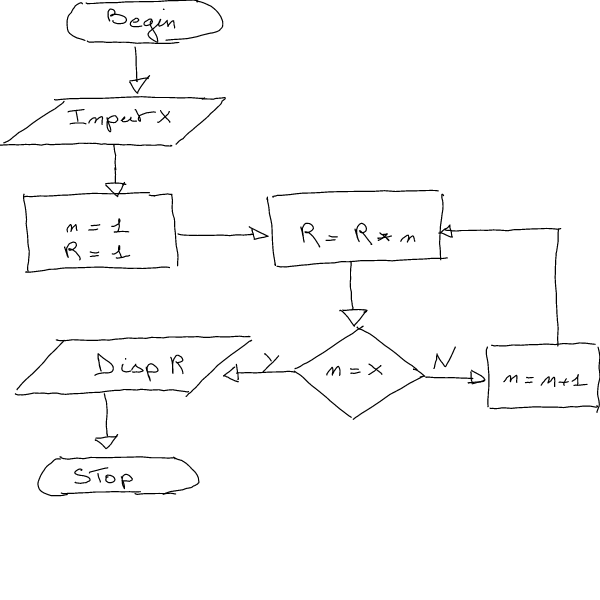 Begin
Input X
n = 1
R = 1
R = R * n
n = X
Y
N
n = n+1
Disp R
STop